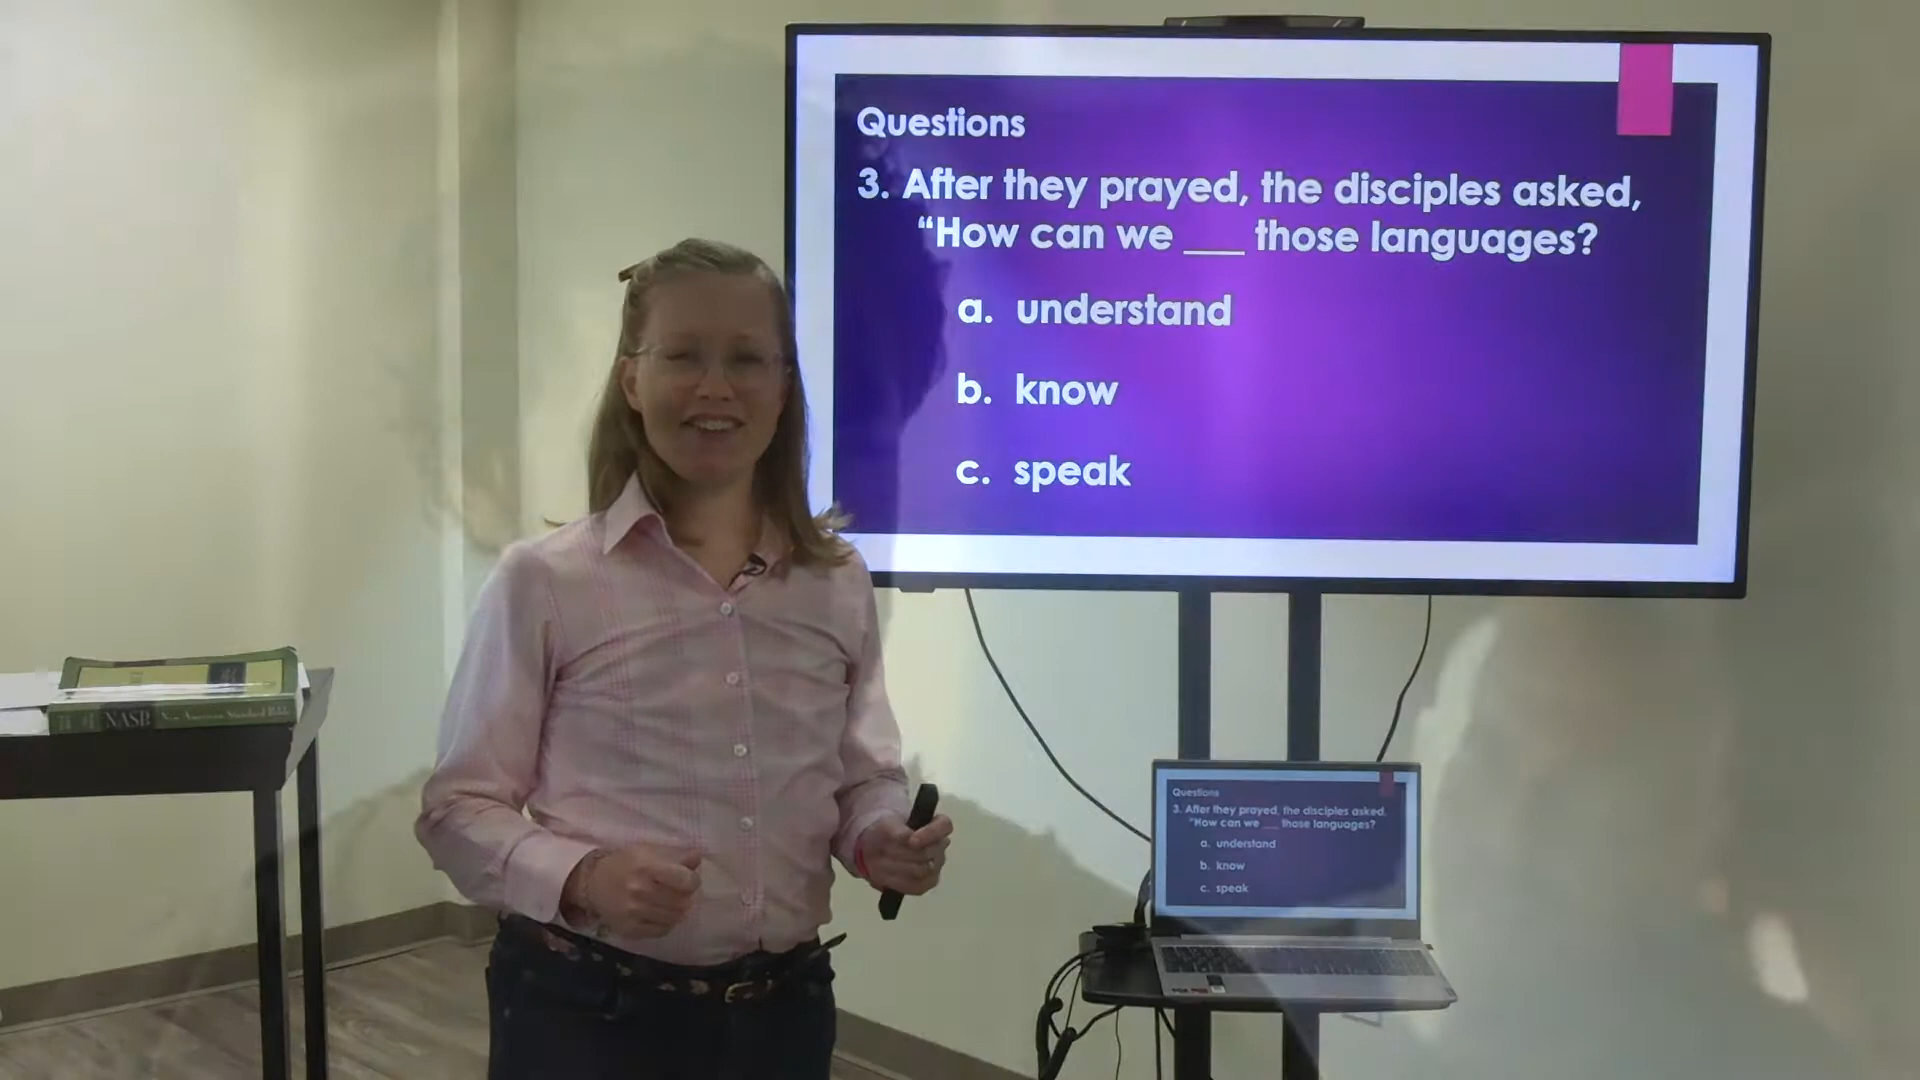 Questions
3. After they prayed, the disciples asked,
“How can we ___ those languages?
a. understand
b. know
c. speak
NASB New American Standard Bible
Questions
3. After they prayed, the disciples asked,
"How can we ___ those languages?
a. understand
b. know
c. speak